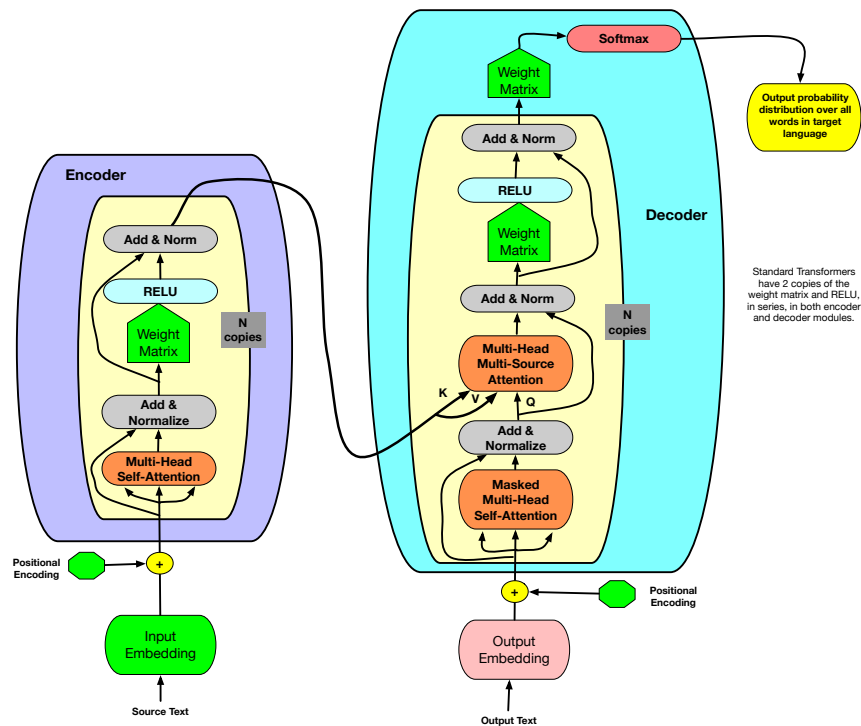 Softmax
Weight
Matrix
Output probability
distribution over all
words in target
language
Add & Norm
Encoder
RELU
Decoder
Add & Norm
Weight
Matrix
Standard Transformers
have 2 copies of the
weight matrix and RELU,
in series, in both encoder
and decoder modules.
RELU
Add & Norm
N
copies
N
copies
Weight
Matrix
Multi-Head
Multi-Source
Attention
K
V
Q
Add &
Normalize
Add &
Normalize
Multi-Head
Self-Attention
Masked
Multi-Head
Self-Attention
Positional
Encoding
+
+
Positional
Encoding
Input
Embedding
Output
Embedding
Source Text
Output Text